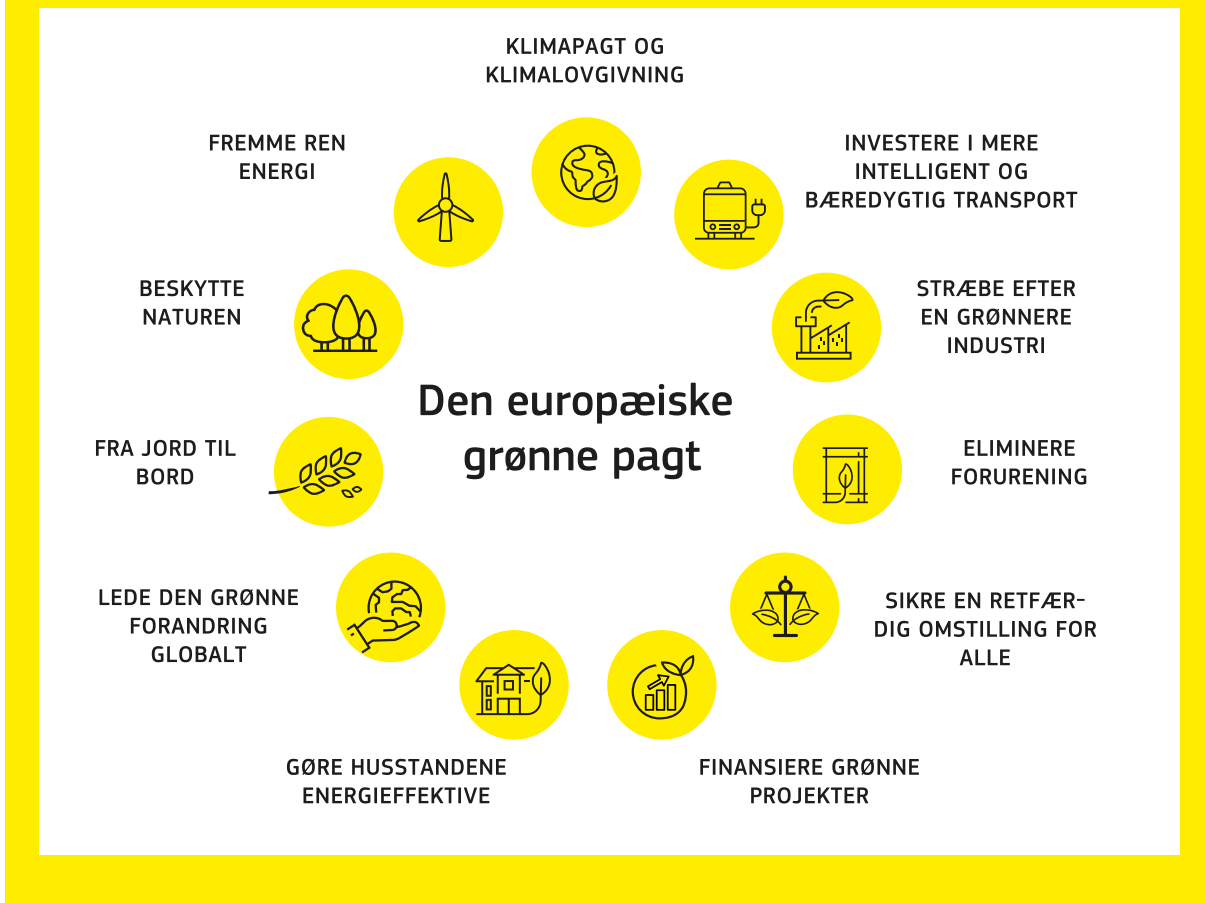 KLIMAPAGT OG
KLIMALOVGIVNING
FREMME REN
ENERGI
INVESTERE I MERE
INTELLIGENT OG
BÆREDYGTIG TRANSPORT
BESKYTTE
NATUREN
STRÆBE EFTER
EN GRØNNERE
INDUSTRI
Den europæiske
grønne pagt
FRA JORD TIL
BORD
ELIMINERE
FORURENING
LEDE DEN GRØNNE
FORANDRING
GLOBALT
SIKRE EN RETFÆR-
DIG OMSTILLING FOR
ALLE
GØRE HUSSTANDENE
ENERGIEFFEKTIVE
FINANSIERE GRØNNE
PROJEKTER